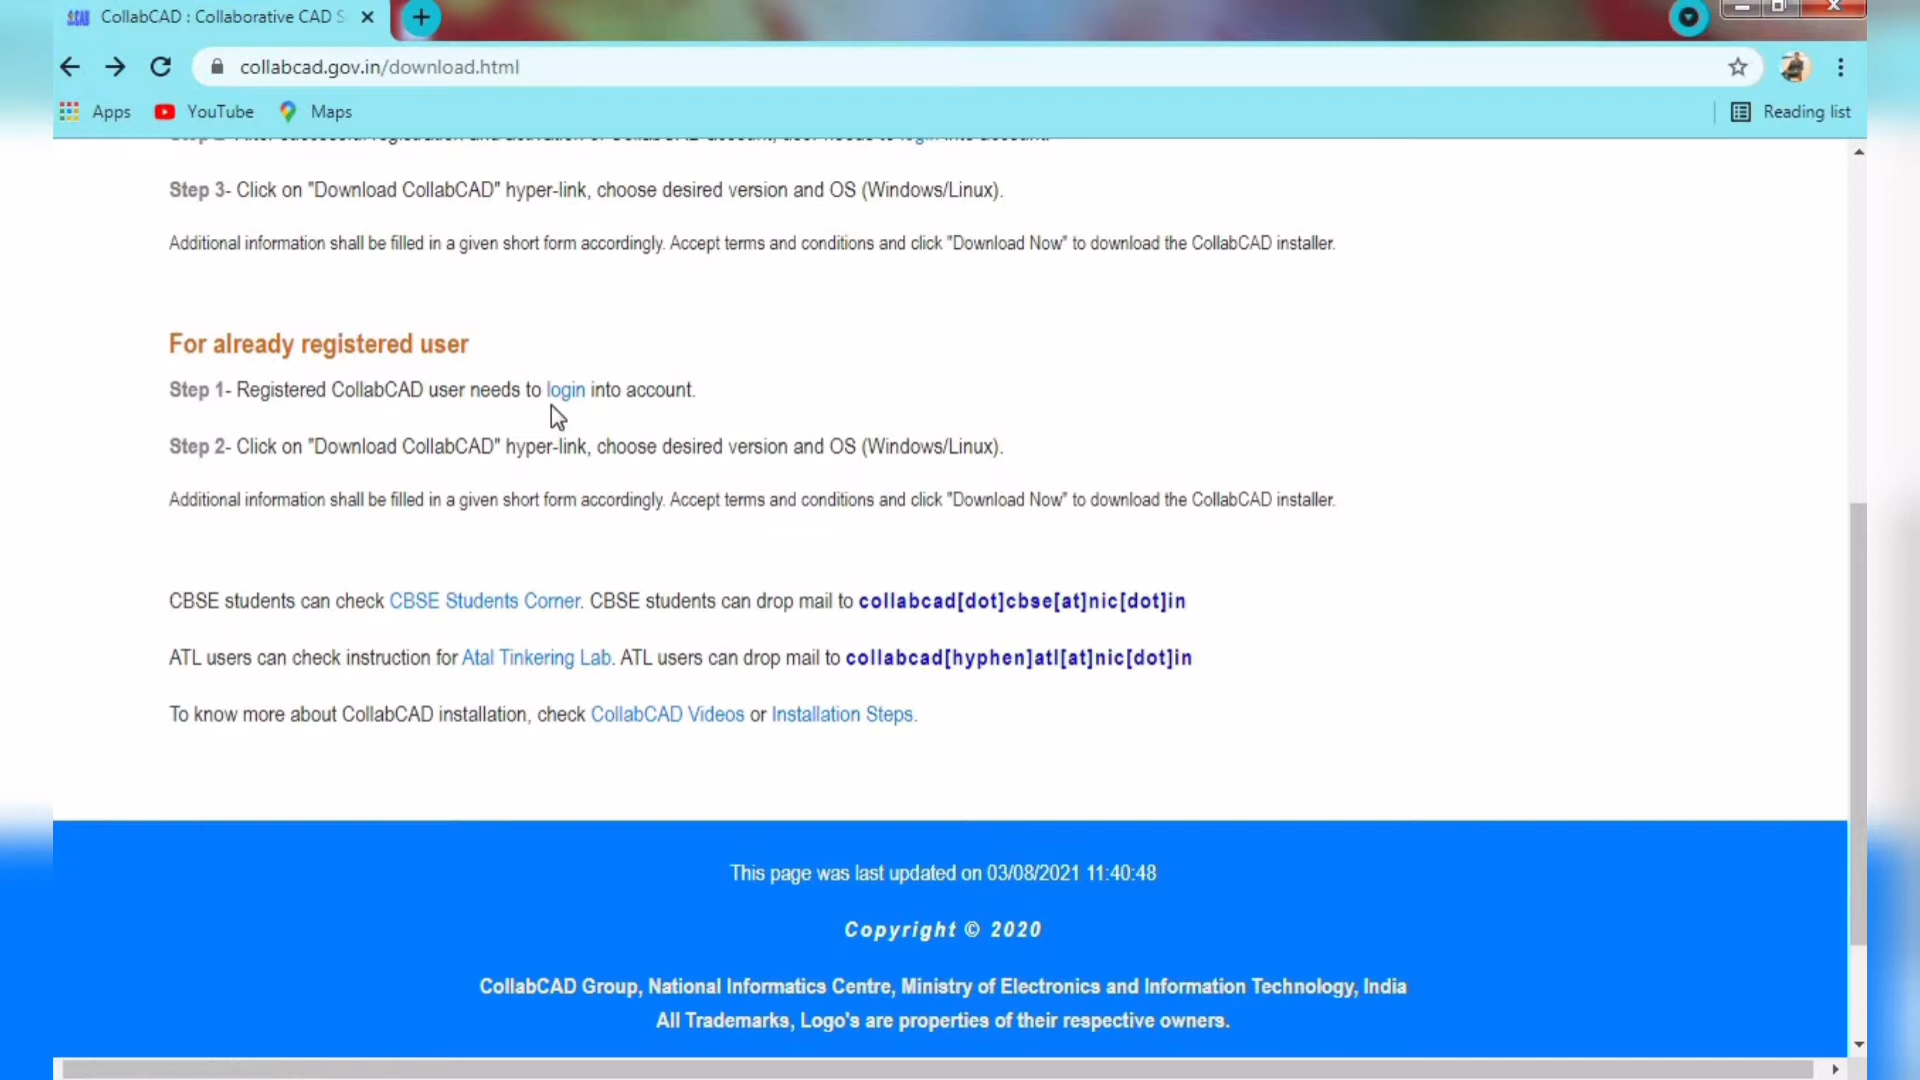 CollabCAD : Collaborative CAD S
collabcad.gov.in/download.html
Apps YouTube Maps Reading list
Step 3- Click on "Download CollabCAD" hyper-link, choose desired version and OS (Windows/Linux).
Additional information shall be filled in a given short form accordingly. Accept terms and conditions and click "Download Now" to download the CollabCAD installer.
For already registered user
Step 1- Registered CollabCAD user needs to login into account.
Step 2- Click on "Download CollabCAD" hyper-link, choose desired version and OS (Windows/Linux).
Additional information shall be filled in a given short form accordingly. Accept terms and conditions and click "Download Now" to download the CollabCAD installer.
CBSE students can check CBSE Students Corner. CBSE students can drop mail to collabcad[dot]cbse[at]nic[dot]in
ATL users can check instruction for Atal Tinkering Lab. ATL users can drop mail to collabcad[hyphen]atl[at]nic[dot]in
To know more about CollabCAD installation, check CollabCAD Videos or Installation Steps.
This page was last updated on 03/08/2021 11:40:48
Copyright © 2020
CollabCAD Group, National Informatics Centre, Ministry of Electronics and Information Technology, India
All Trademarks, Logo's are properties of their respective owners.